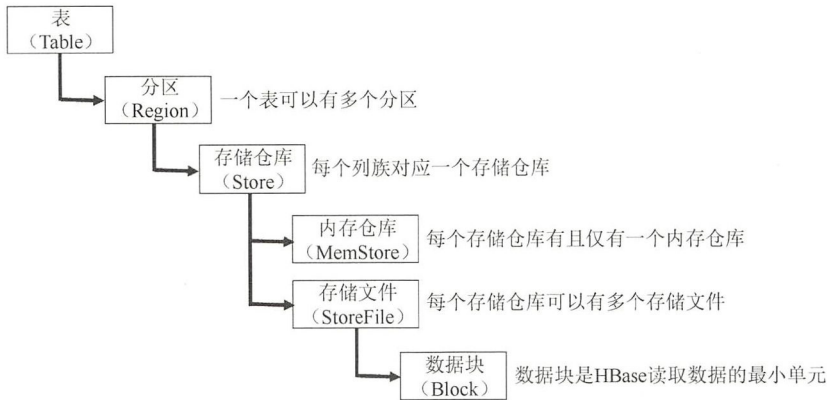 表
（Table）
分区
（Region）
一个表可以有多个分区
存储仓库
（Store）
每个列族对应一个存储仓库
内存仓库
（MemStore）
每个存储仓库有且仅有一个内存仓库
存储文件
（StoreFile）
每个存储仓库可以有多个存储文件
数据块
（Block）
数据块是HBase读取数据的最小单元